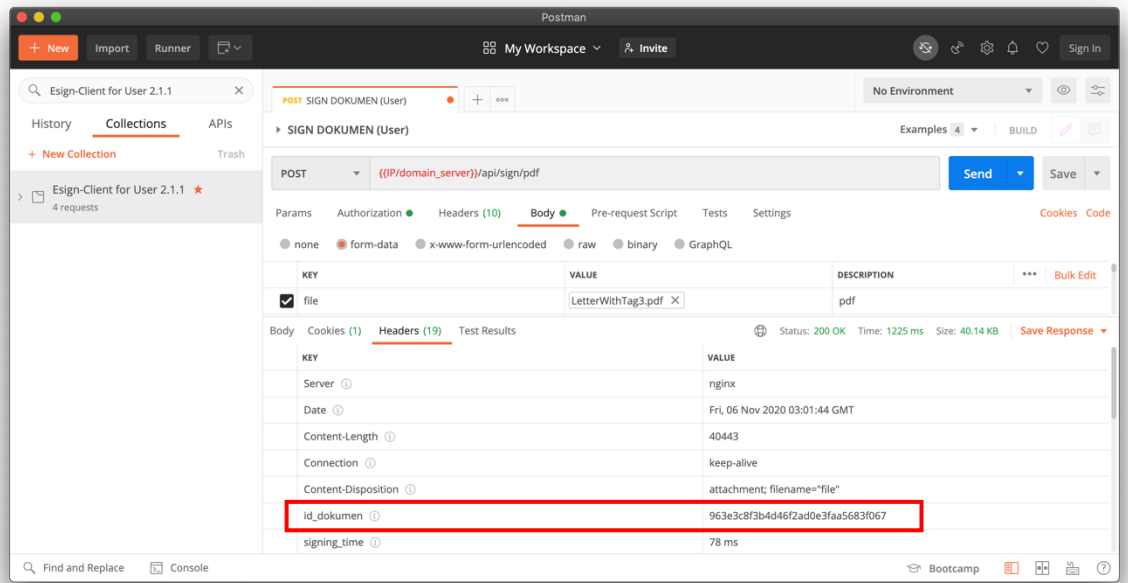 Postman
+ New Import Runner My Workspace Invite Sign In
Esign-Client for User 2.1.1
History Collections APIs
+ New Collection Trash
Esign-Client for User 2.1.1
4 requests
POST SIGN DOKUMEN (User)
No Environment
SIGN DOKUMEN (User) Examples 4 BUILD
POST {{IP/domain_server}}/api/sign/pdf Send Save
Params Authorization Headers (10) Body Pre-request Script Tests Settings Cookies Code
none form-data x-www-form-urlencoded raw binary GraphQL
KEY VALUE DESCRIPTION Bulk Edit
file LetterWithTag3.pdf pdf
Body Cookies (1) Headers (19) Test Results Status: 200 OK Time: 1225 ms Size: 40.14 KB Save Response
KEY VALUE
Server nginx
Date Fri, 06 Nov 2020 03:01:44 GMT
Content-Length 40443
Connection keep-alive
Content-Disposition attachment; filename="file"
id_dokumen 963e3c8f3b4d46f2ad0e3faa5683f067
signing_time 78 ms
Find and Replace Console Bootcamp